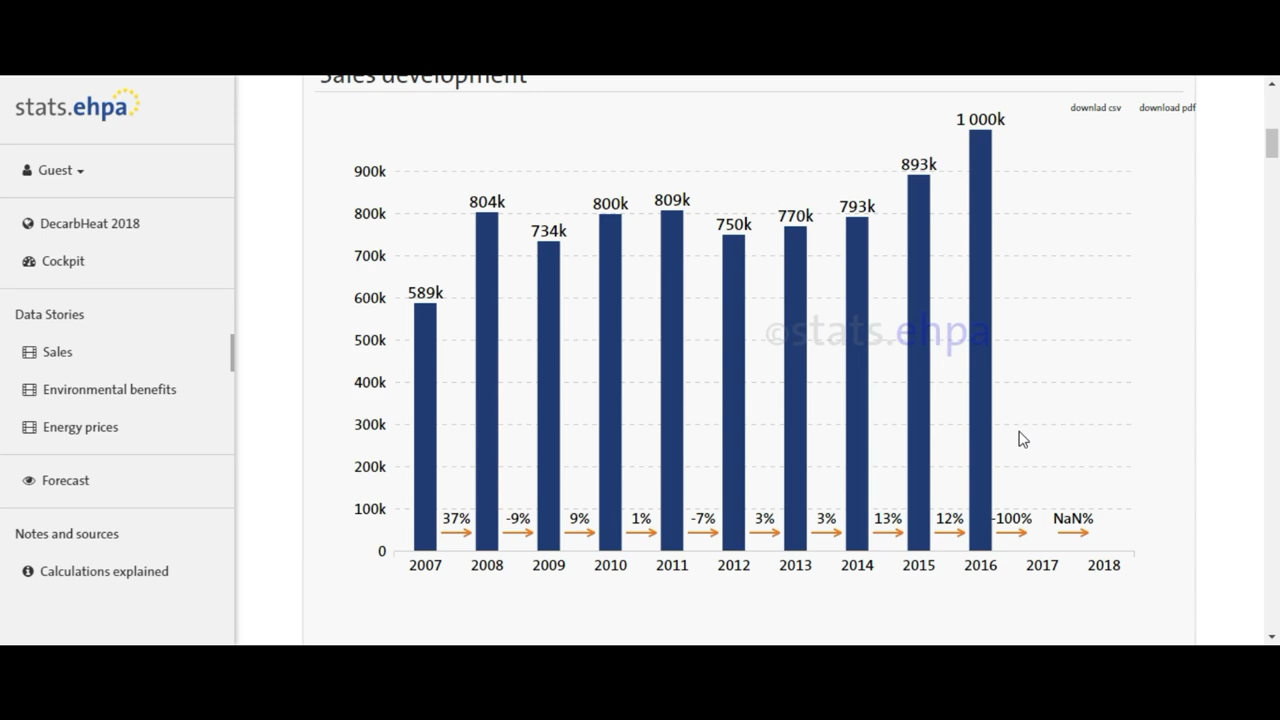 Sales development
stats.ehpa
downlad csv download pdf
Guest
DecarbHeat 2018
Cockpit
Data Stories
Sales
Environmental benefits
Energy prices
Forecast
Notes and sources
Calculations explained
1 000k
893k
900k
804k
809k
800k
793k
800k
770k
750k
734k
700k
589k
600k
©stats.ehpa
500k
400k
300k
200k
100k
37% -9% 9% 1% -7% 3% 3% 13% 12% -100% NaN%
0
2007 2008 2009 2010 2011 2012 2013 2014 2015 2016 2017 2018